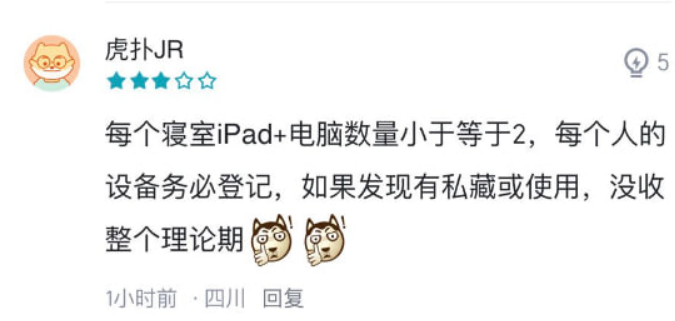 虎扑JR
5
每个寝室iPad+电脑数量小于等于2，每个人的
设备务必登记，如果发现有私藏或使用，没收
整个理论期
1小时前 · 四川 回复